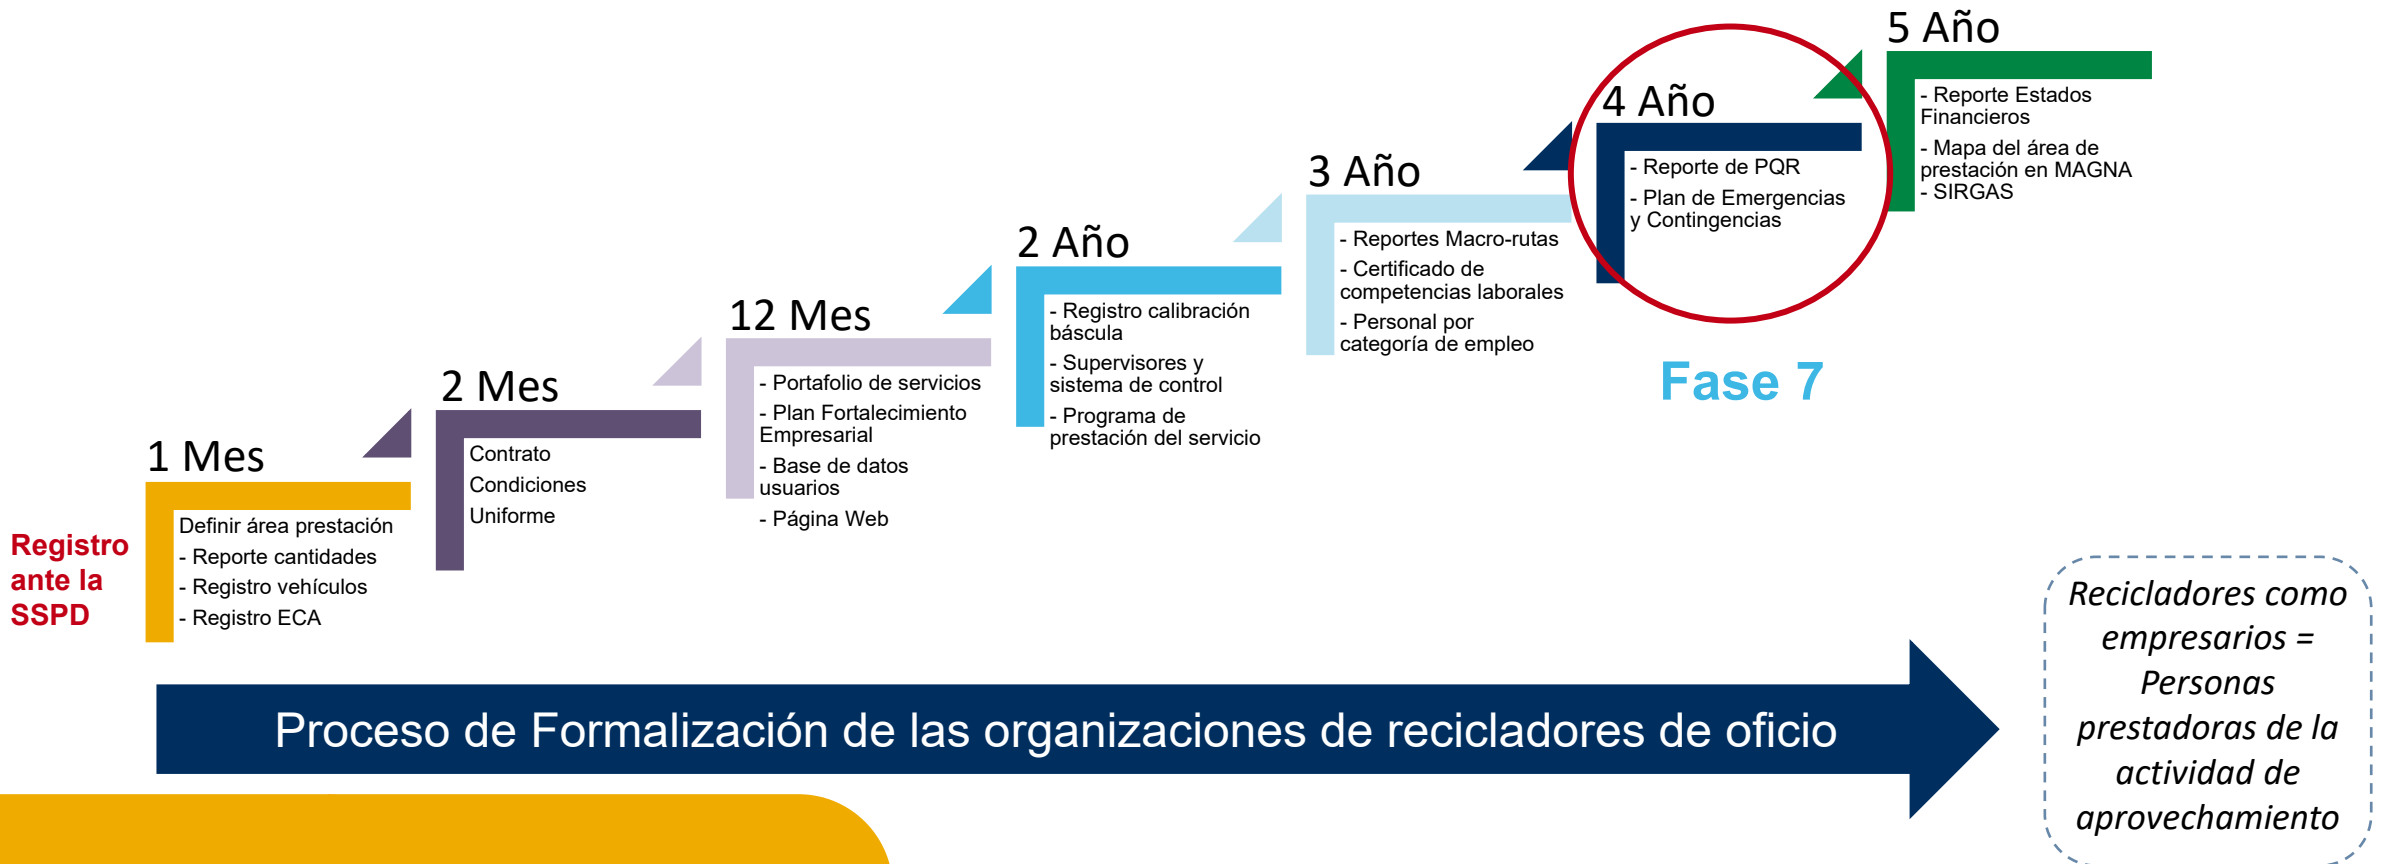 Registro
ante la
SSPD
1 Mes
Definir área prestación
- Reporte cantidades
- Registro vehículos
- Registro ECA
2 Mes
Contrato
Condiciones
Uniforme
12 Mes
- Portafolio de servicios
- Plan Fortalecimiento
Empresarial
- Base de datos
usuarios
- Página Web
2 Año
- Registro calibración
báscula
- Supervisores y
sistema de control
- Programa de
prestación del servicio
3 Año
- Reportes Macro-rutas
- Certificado de
competencias laborales
- Personal por
categoría de empleo
4 Año
- Reporte de PQR
- Plan de Emergencias
y Contingencias
Fase 7
5 Año
- Reporte Estados
Financieros
- Mapa del área de
prestación en MAGNA
- SIRGAS
Proceso de Formalización de las organizaciones de recicladores de oficio
Recicladores como
empresarios =
Personas
prestadoras de la
actividad de
aprovechamiento